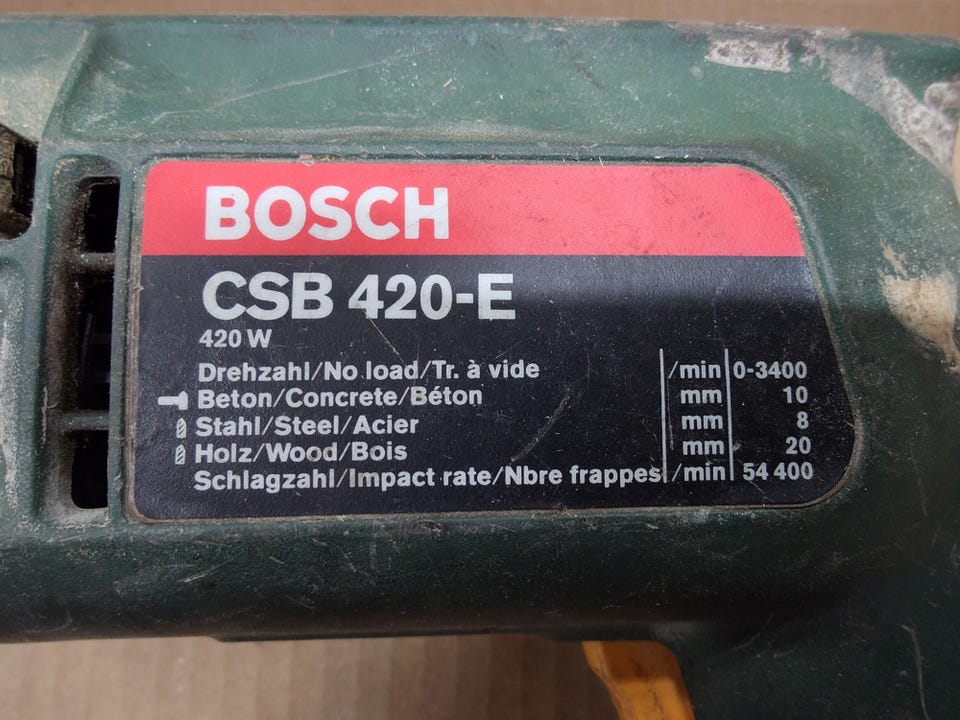 BOSCH
CSB 420-E
420 W
Drehzahl/No load/Tr. à vide /min 0-3400
Beton/Concrete/Béton mm 10
Stahl/Steel/Acier mm 8
Holz/Wood/Bois mm 20
Schlagzahl/Impact rate/Nbre frappes /min 54 400